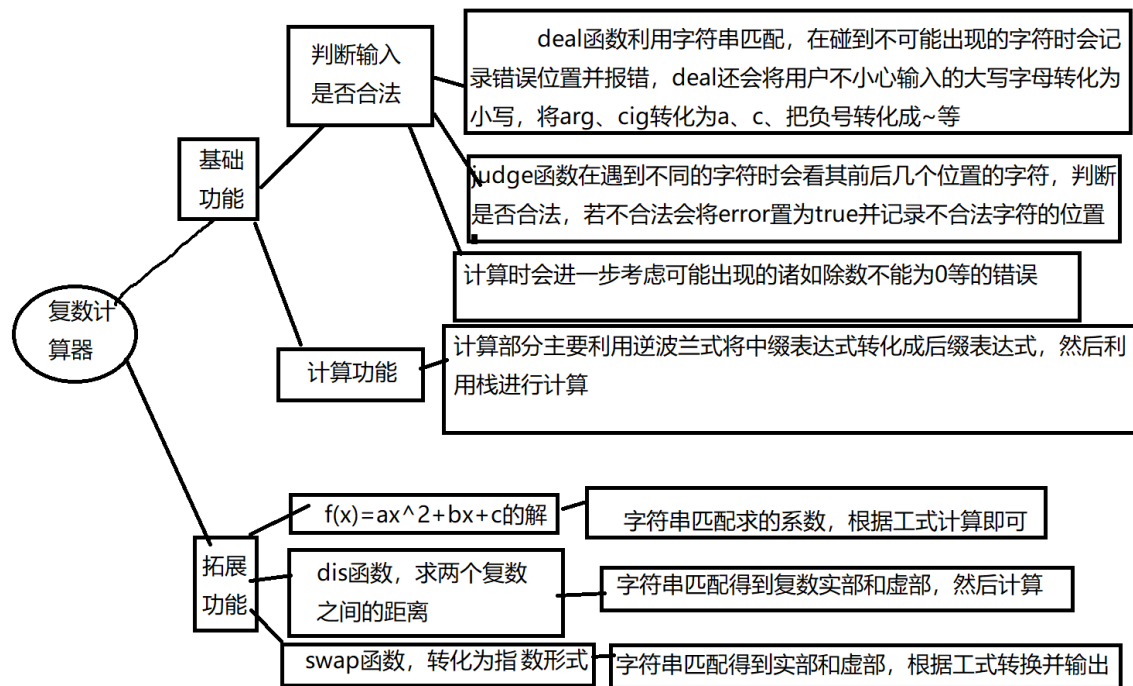 复数计
算器
基础
功能
判断输入
是否合法
deal函数利用字符串匹配，在碰到不可能出现的字符时会记
录错误位置并报错，deal还会将用户不小心输入的大写字母转化为
小写，将arg、cig转化为a、c、把负号转化成~等
judge函数在遇到不同的字符时会看其前后几个位置的字符，判断
是否合法，若不合法会将error置为true并记录不合法字符的位置
计算时会进一步考虑可能出现的诸如除数不能为0等的错误
计算功能
计算部分主要利用逆波兰式将中缀表达式转化成后缀表达式，然后利
用栈进行计算
拓展
功能
f(x)=ax^2+bx+c的解
字符串匹配求的系数，根据工式计算即可
dis函数，求两个复数
之间的距离
字符串匹配得到复数实部和虚部，然后计算
swap函数，转化为指数形式
字符串匹配得到实部和虚部，根据工式转换并输出